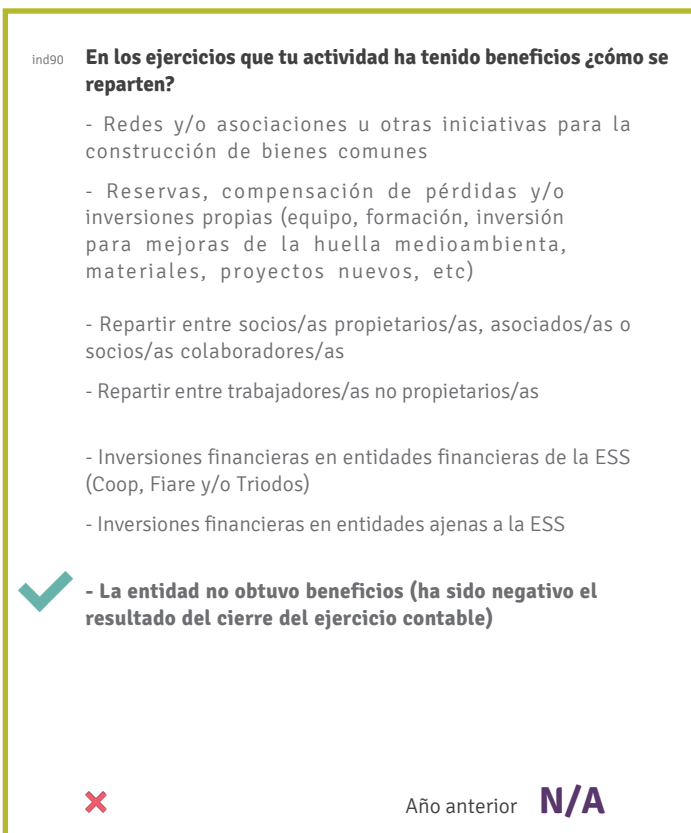 ind90 En los ejercicios que tu actividad ha tenido beneficios ¿cómo se
reparten?
- Redes y/o asociaciones u otras iniciativas para la
construcción de bienes comunes
- Reservas, compensación de pérdidas y/o
inversiones propias (equipo, formación, inversión
para mejoras de la huella medioambienta,
materiales, proyectos nuevos, etc)
- Repartir entre socios/as propietarios/as, asociados/as o
socios/as colaboradores/as
- Repartir entre trabajadores/as no propietarios/as
- Inversiones financieras en entidades financieras de la ESS
(Coop, Fiare y/o Triodos)
- Inversiones financieras en entidades ajenas a la ESS
- La entidad no obtuvo beneficios (ha sido negativo el
resultado del cierre del ejercicio contable)
Año anterior N/A